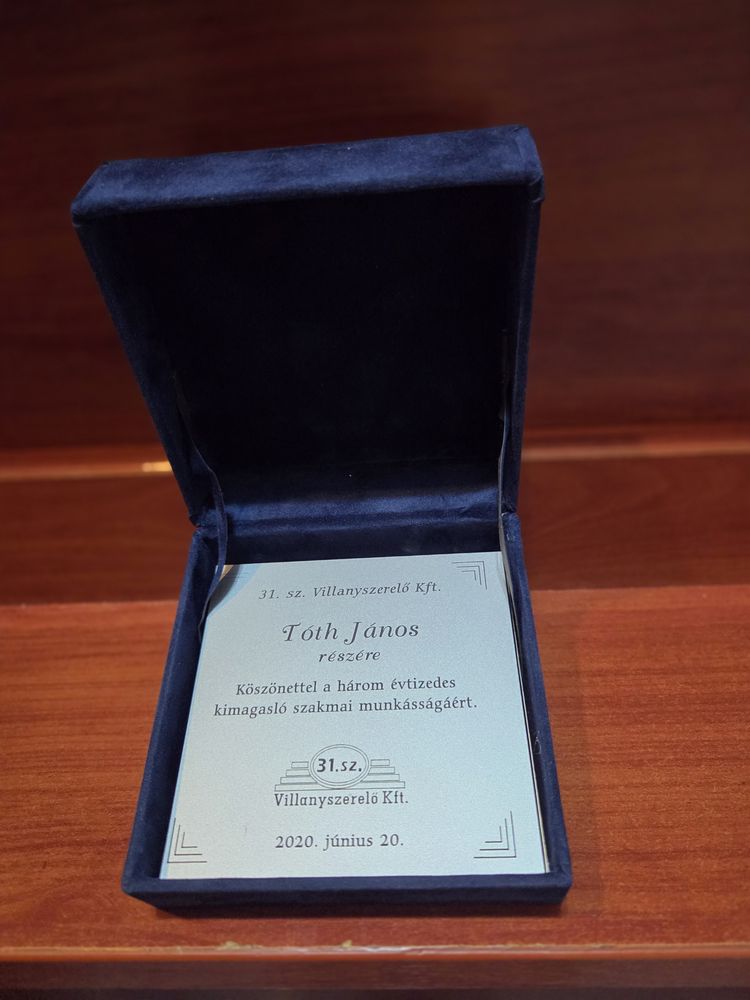 31. sz. Villanyszerelő Kft.
Tóth János
részére
Köszönettel a három évtizedes
kimagasló szakmai munkásságáért.
31.sz.
Villanyszerelő Kft.
2020. június 20.